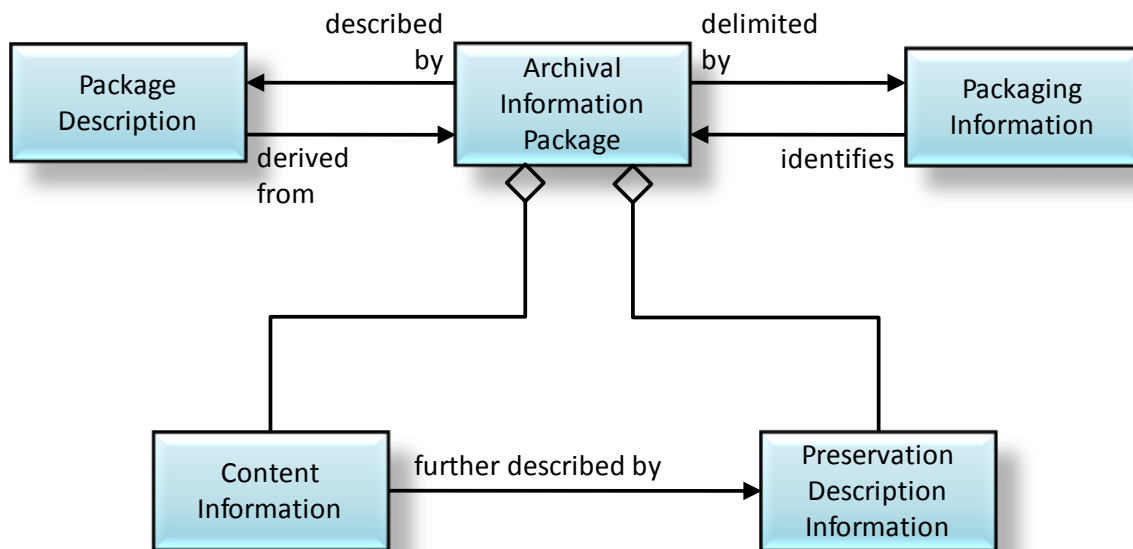 described
by
delimited
by
Package
Description
Archival
Information
Package
Packaging
Information
derived
from
identifies
Content
Information
further described by
Preservation
Description
Information